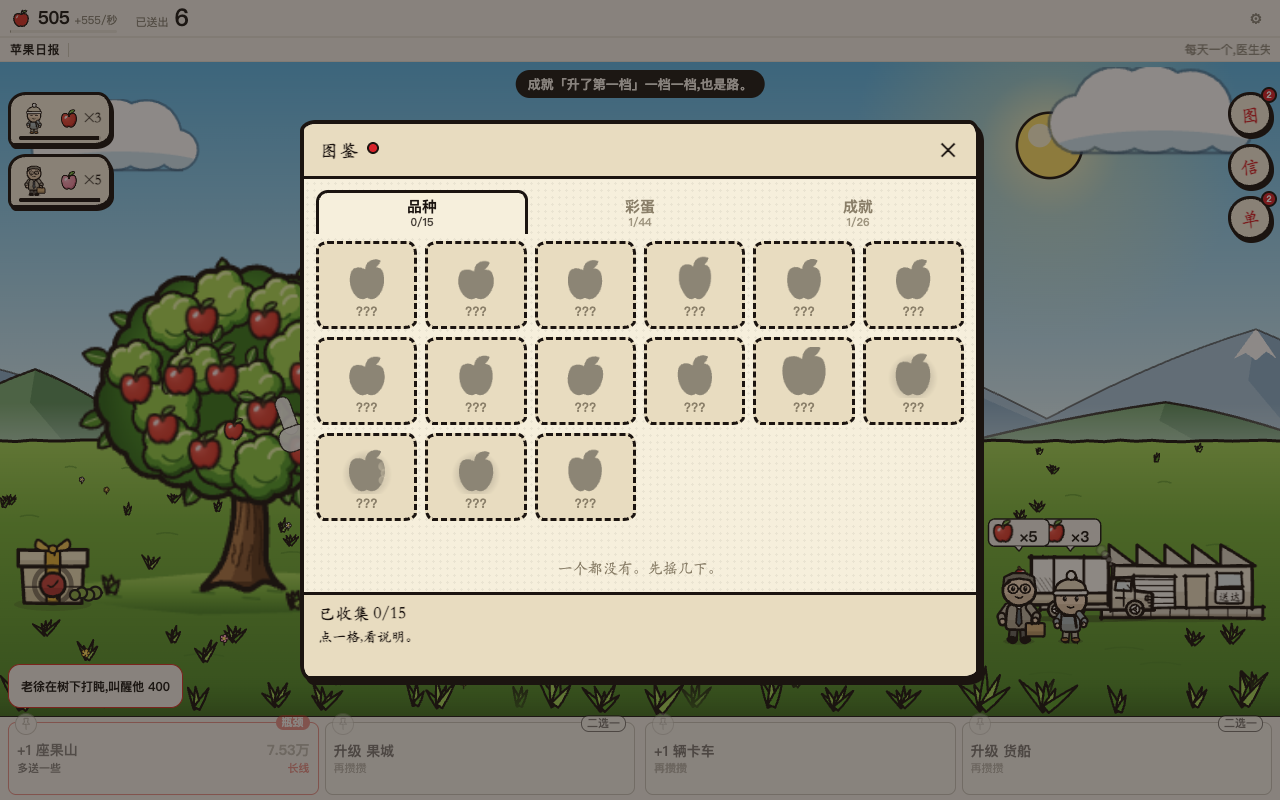 505 +555/秒 已送出 6
苹果日报 每天一个,医生失
成就「升了第一档」一档一档,也是路。
×3
×5
图 2
信
单 2
图鉴
品种 彩蛋 成就
0/15 1/44 1/26
??? ??? ??? ??? ??? ???
??? ??? ??? ??? ??? ???
??? ??? ???
一个都没有。先摇几下。
已收集 0/15
点一格,看说明。
×5 ×3
送达
老徐在树下打盹,叫醒他 400
瓶颈 二选一 二选一
+1 座果山 7.53万 升级 果城 +1 辆卡车 升级 货船
多送一些 长线 再攒攒 再攒攒 再攒攒